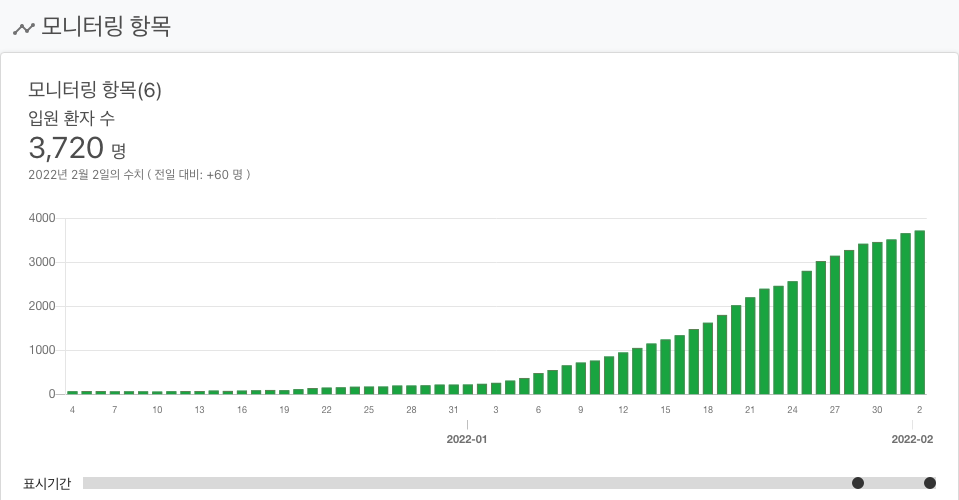 모니터링 항목
모니터링 항목(6)
입원 환자 수
3,720 명
2022년 2월 2일의 수치 ( 전일 대비: +60 명 )
4000
3000
2000
1000
0
4 7 10 13 16 19 22 25 28 31 3 6 9 12 15 18 21 24 27 30 2
2022-01 2022-02
표시기간